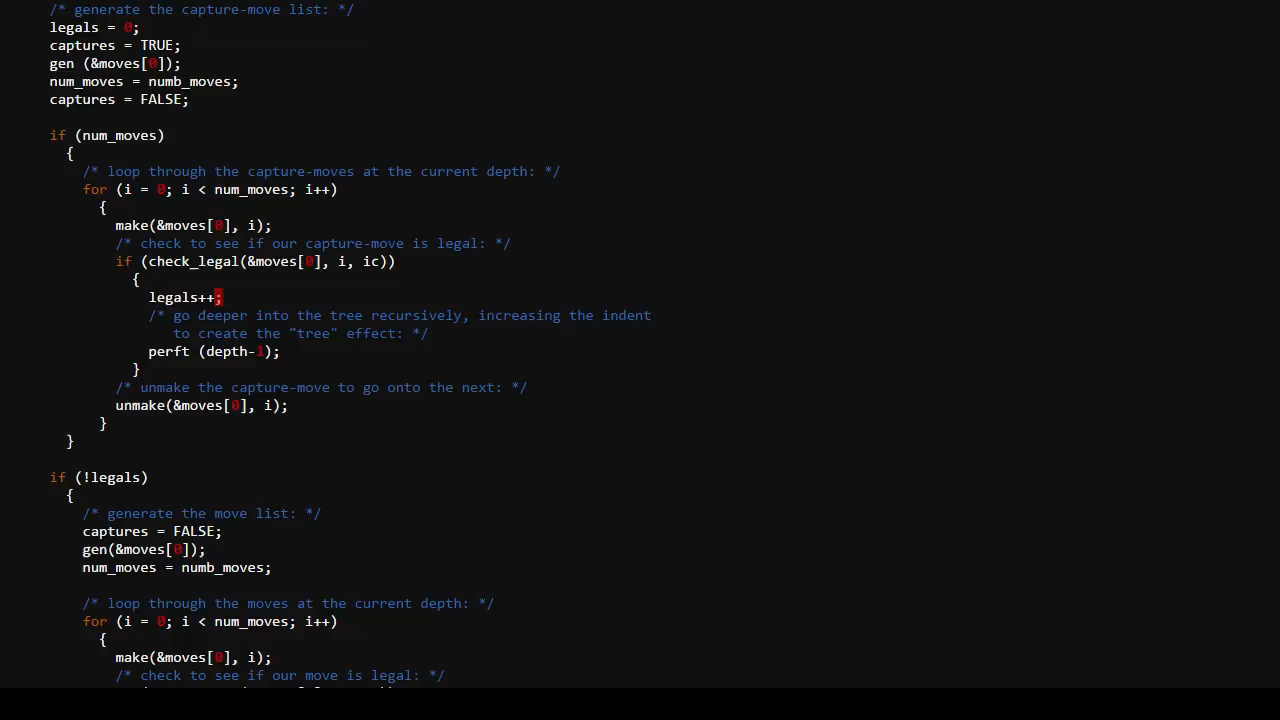 /* generate the capture-move list: */
legals = 0;
captures = TRUE;
gen (&moves[0]);
num_moves = numb_moves;
captures = FALSE;
if (num_moves)
{
/* loop through the capture-moves at the current depth: */
for (i = 0; i < num_moves; i++)
{
make(&moves[0], i);
/* check to see if our capture-move is legal: */
if (check_legal(&moves[0], i, ic))
{
legals++;
/* go deeper into the tree recursively, increasing the indent
to create the "tree" effect: */
perft (depth-1);
}
/* unmake the capture-move to go onto the next: */
unmake(&moves[0], i);
}
}
if (!legals)
{
/* generate the move list: */
captures = FALSE;
gen(&moves[0]);
num_moves = numb_moves;
/* loop through the moves at the current depth: */
for (i = 0; i < num_moves; i++)
{
make(&moves[0], i);
/* check to see if our move is legal: */